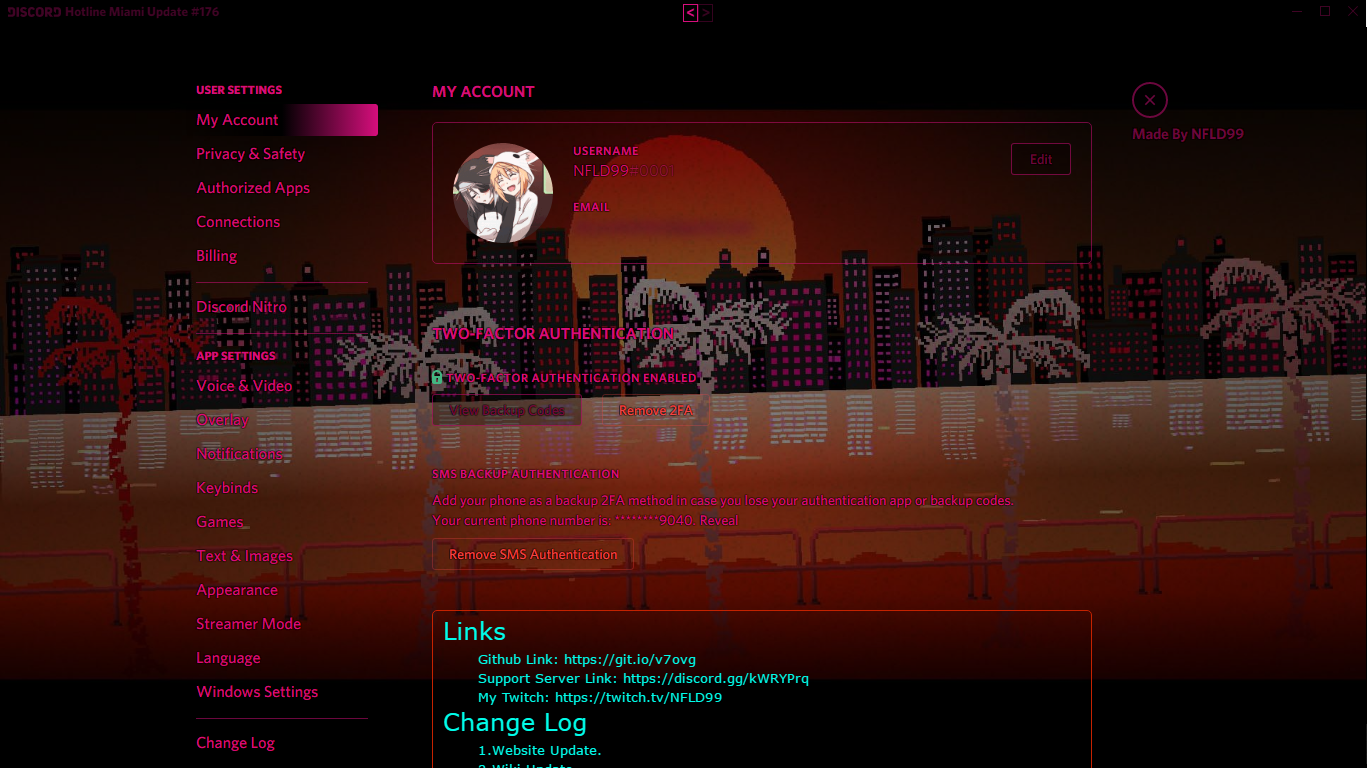 DISCORD Hotline Miami Update #176
< >
USER SETTINGS
My Account
Privacy & Safety
Authorized Apps
Connections
Billing
Discord Nitro
APP SETTINGS
Voice & Video
Overlay
Notifications
Keybinds
Games
Text & Images
Appearance
Streamer Mode
Language
Windows Settings
Change Log
MY ACCOUNT
USERNAME
NFLD99#0001
EMAIL
Edit
TWO-FACTOR AUTHENTICATION
TWO-FACTOR AUTHENTICATION ENABLED
View Backup Codes
Remove 2FA
SMS BACKUP AUTHENTICATION
Add your phone as a backup 2FA method in case you lose your authentication app or backup codes.
Your current phone number is: ********9040. Reveal
Remove SMS Authentication
Links
Github Link: https://git.io/v7ovg
Support Server Link: https://discord.gg/kWRYPrq
My Twitch: https://twitch.tv/NFLD99
Change Log
1.Website Update.
2.Wiki Update
Made By NFLD99